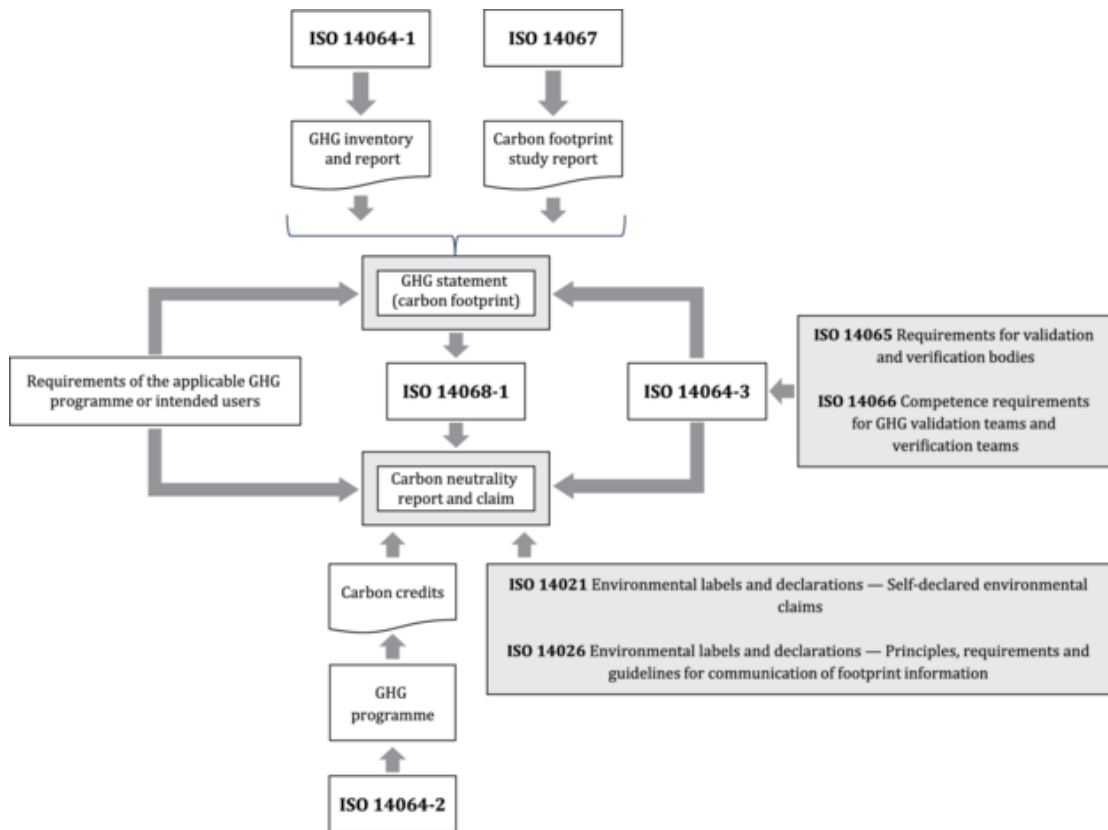 ISO 14064-1
ISO 14067
GHG inventory
and report
Carbon footprint
study report
GHG statement
(carbon footprint)
ISO 14065 Requirements for validation
and verification bodies
Requirements of the applicable GHG
programme or intended users
ISO 14068-1
ISO 14064-3
ISO 14066 Competence requirements
for GHG validation teams and
verification teams
Carbon neutrality
report and claim
Carbon credits
ISO 14021 Environmental labels and declarations — Self-declared environmental
claims
ISO 14026 Environmental labels and declarations — Principles, requirements and
guidelines for communication of footprint information
GHG
programme
ISO 14064-2